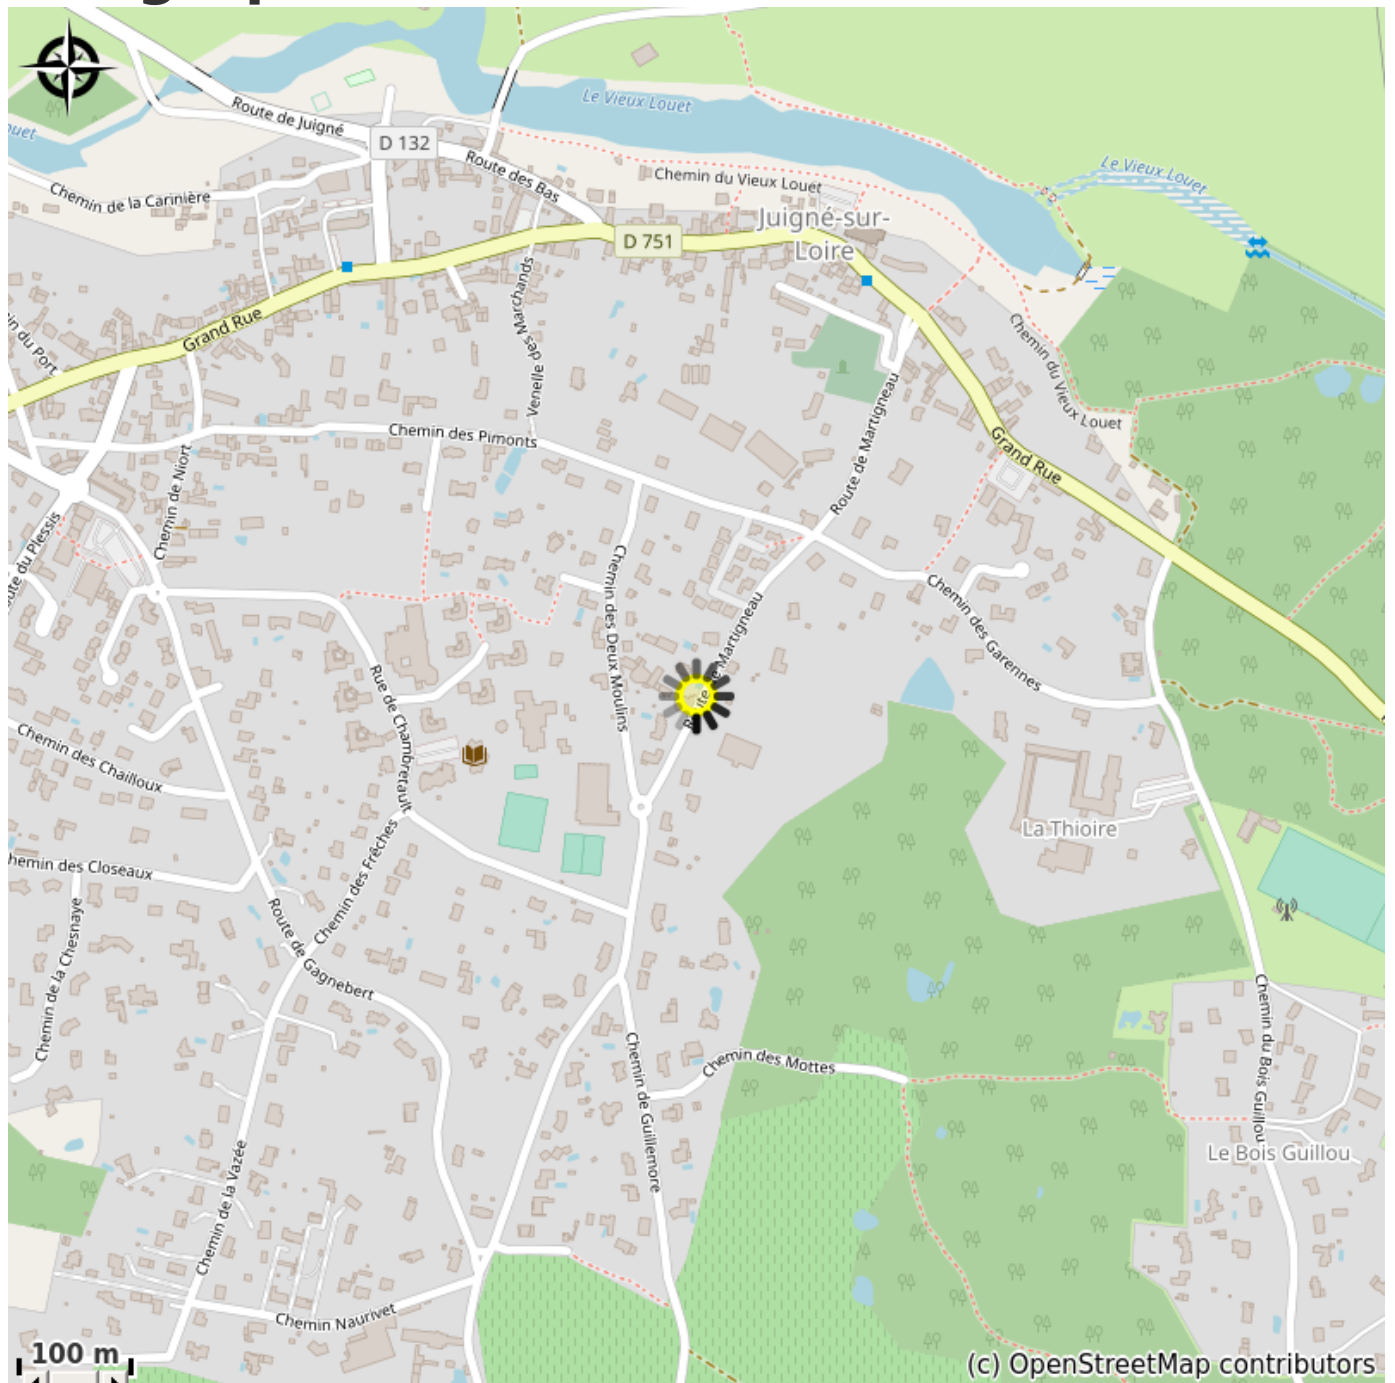 Le Vieux Louet
Route de Juigné
D 132
Route des Bas
Le Vieux Louet
Chemin du Vieux Louet
Chemin de la Carinière
Juigné-sur-
Loire
D 751
Grand Rue
Venelle des Marchands
Chemin du Vieux Louet
Route de Martigneau
Chemin des Pimonts
Grand Rue
Chemin de Niort
Chemin des Deux Moulins
Chemin des Garennes
Martigneau
Rue de Chambretault
Chemin des Chailloux
La Thioire
Chemin des Frêches
hemin des Closeaux
Chemin de la Chesnaye
Route de Gagnebert
Chemin du Bois Guillou
Chemin des Mottes
Chemin de Guillemore
Le Bois Guillou
Chemin de la Vazée
Chemin Naurivet
100 m
(c) OpenStreetMap contributors